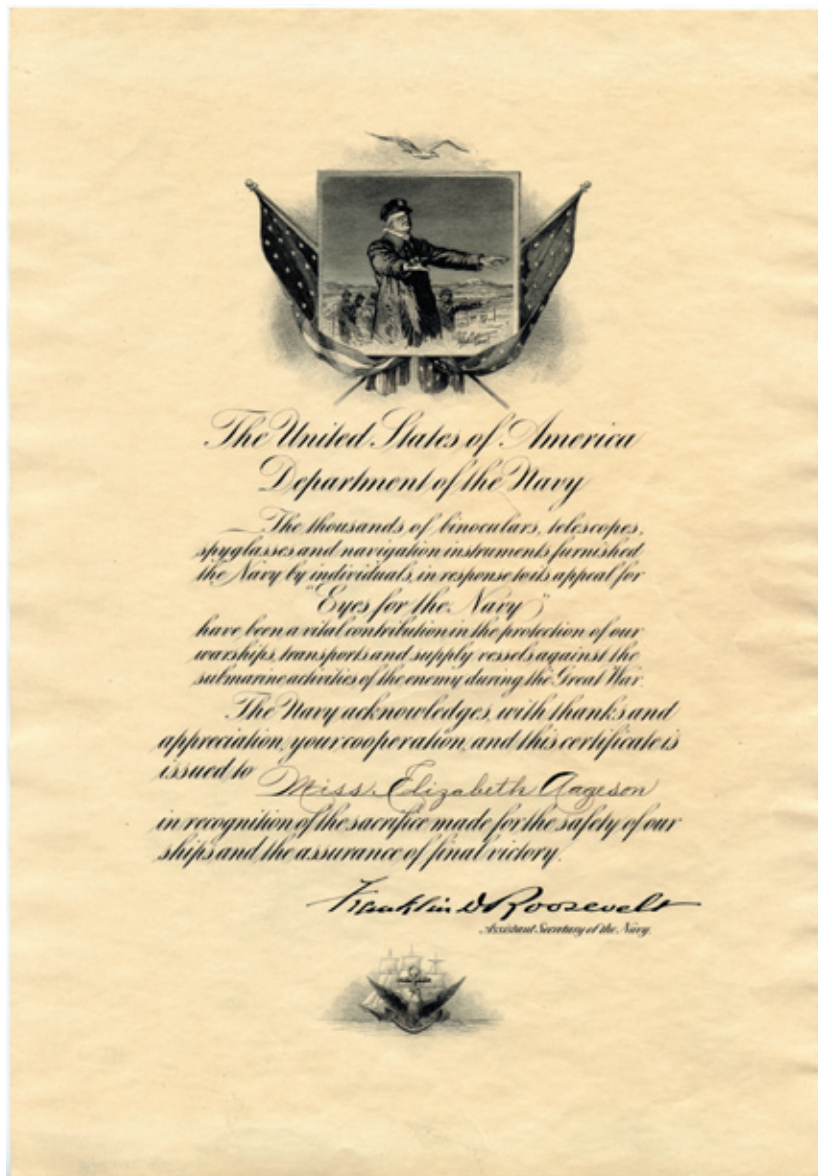 The United States of America
Department of the Navy
The thousands of binoculars, telescopes,
spyglasses and navigation instruments furnished
the Navy by individuals, in response to its appeal for
"Eyes for the Navy"
have been a vital contribution in the protection of our
warships, transports and supply vessels against the
submarine activities of the enemy during the Great War.
The Navy acknowledges, with thanks and
appreciation, your cooperation, and this certificate is
issued to Miss. Elizabeth Aageson
in recognition of the sacrifice made for the safety of our
ships and the assurance of final victory.
Franklin D Roosevelt
Assistant Secretary of the Navy.